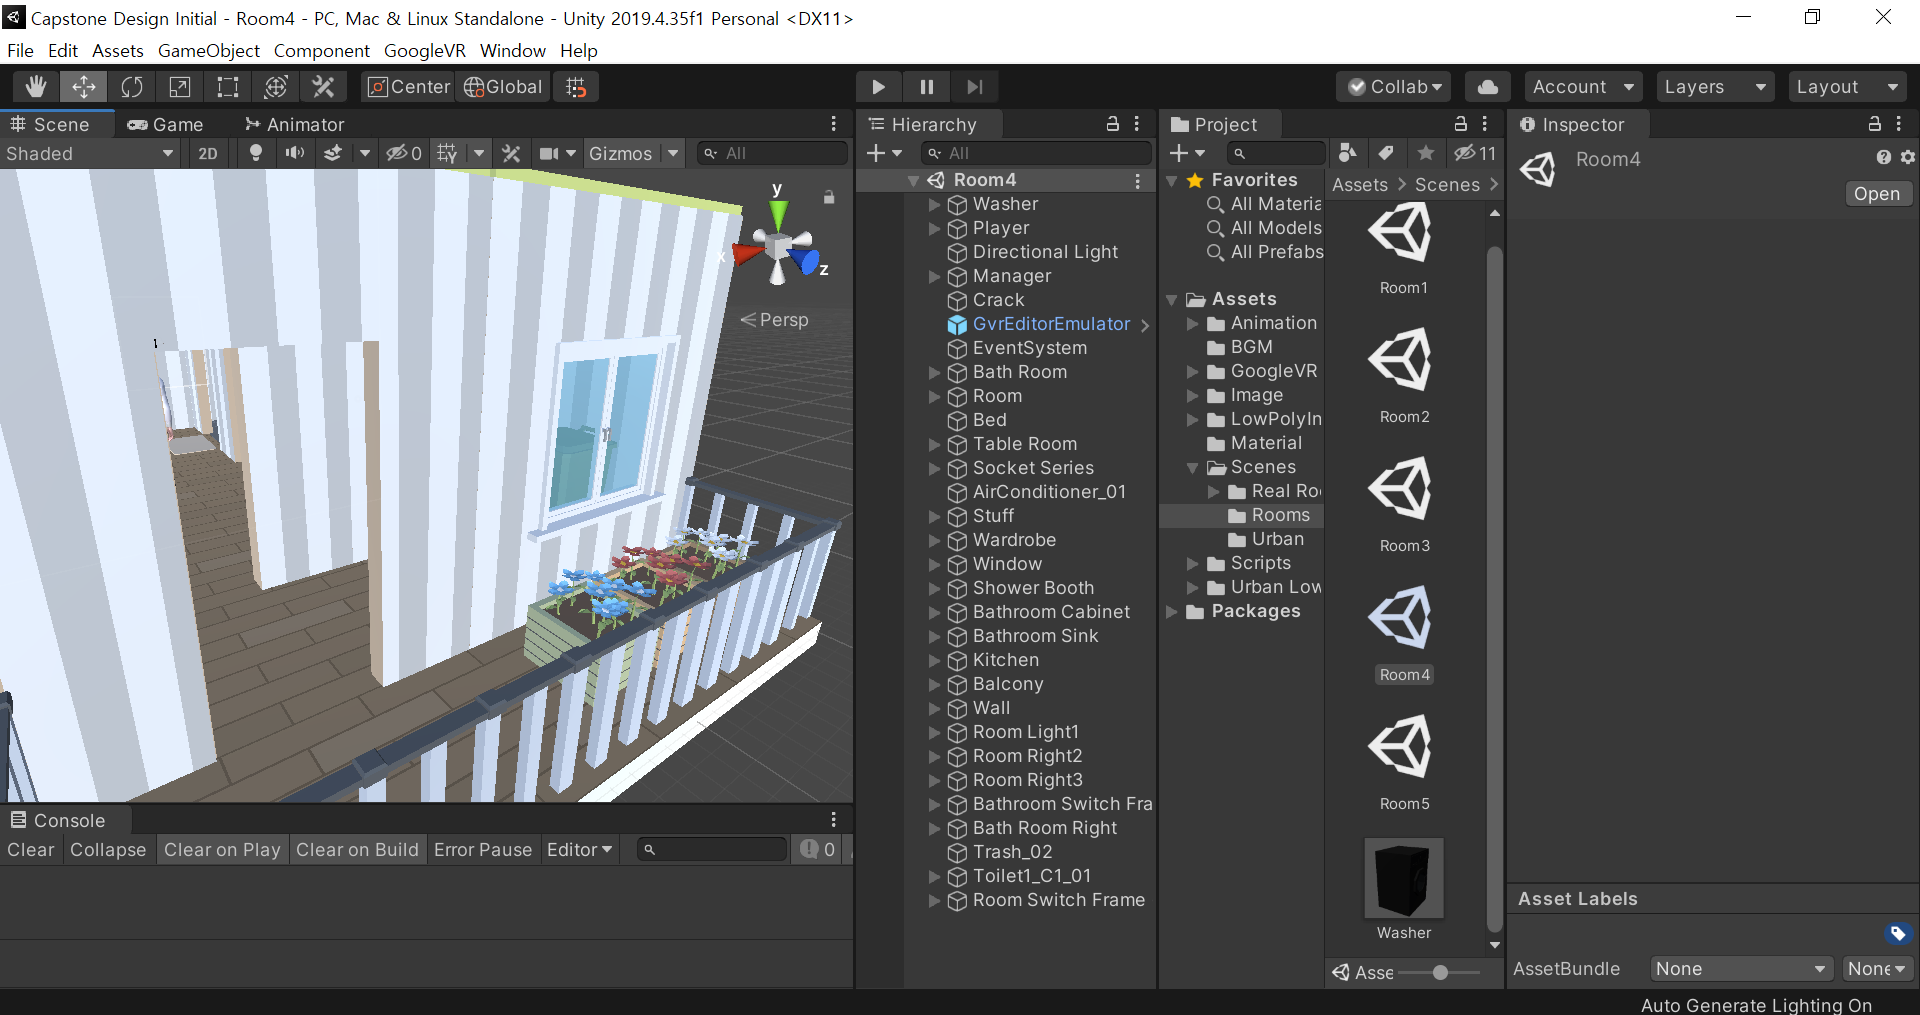 Capstone Design Initial - Room4 - PC, Mac & Linux Standalone - Unity 2019.4.35f1 Personal <DX11>
File Edit Assets GameObject Component GoogleVR Window Help
Center Global Collab Account Layers Layout
Scene Game Animator
Shaded 2D 0 Gizmos All
y
x
z
Persp
Console
Clear Collapse Clear on Play Clear on Build Error Pause Editor 0
Hierarchy
All
Room4
Washer
Player
Directional Light
Manager
Crack
GvrEditorEmulator
EventSystem
Bath Room
Room
Bed
Table Room
Socket Series
AirConditioner_01
Stuff
Wardrobe
Window
Shower Booth
Bathroom Cabinet
Bathroom Sink
Kitchen
Balcony
Wall
Room Light1
Room Right2
Room Right3
Bathroom Switch Fra
Bath Room Right
Trash_02
Toilet1_C1_01
Room Switch Frame
Project
11
Favorites
All Materia
All Models
All Prefabs
Assets
Animation
BGM
GoogleVR
Image
LowPolyIn
Material
Scenes
Real Ro
Rooms
Urban
Scripts
Urban Low
Packages
Assets > Scenes >
Room1
Room2
Room3
Room4
Room5
Washer
Asse
Inspector
Room4
Open
Asset Labels
AssetBundle None None
Auto Generate Lighting On